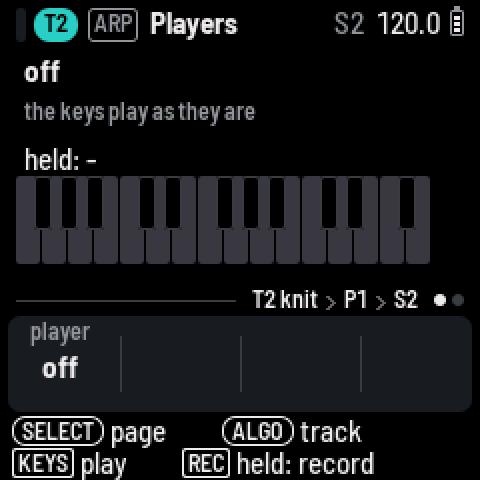 T2 ARP Players S2 120.0
off
the keys play as they are
held: -
T2 knit > P1 > S2
player
off
SELECT page ALGO track
KEYS play REC held: record